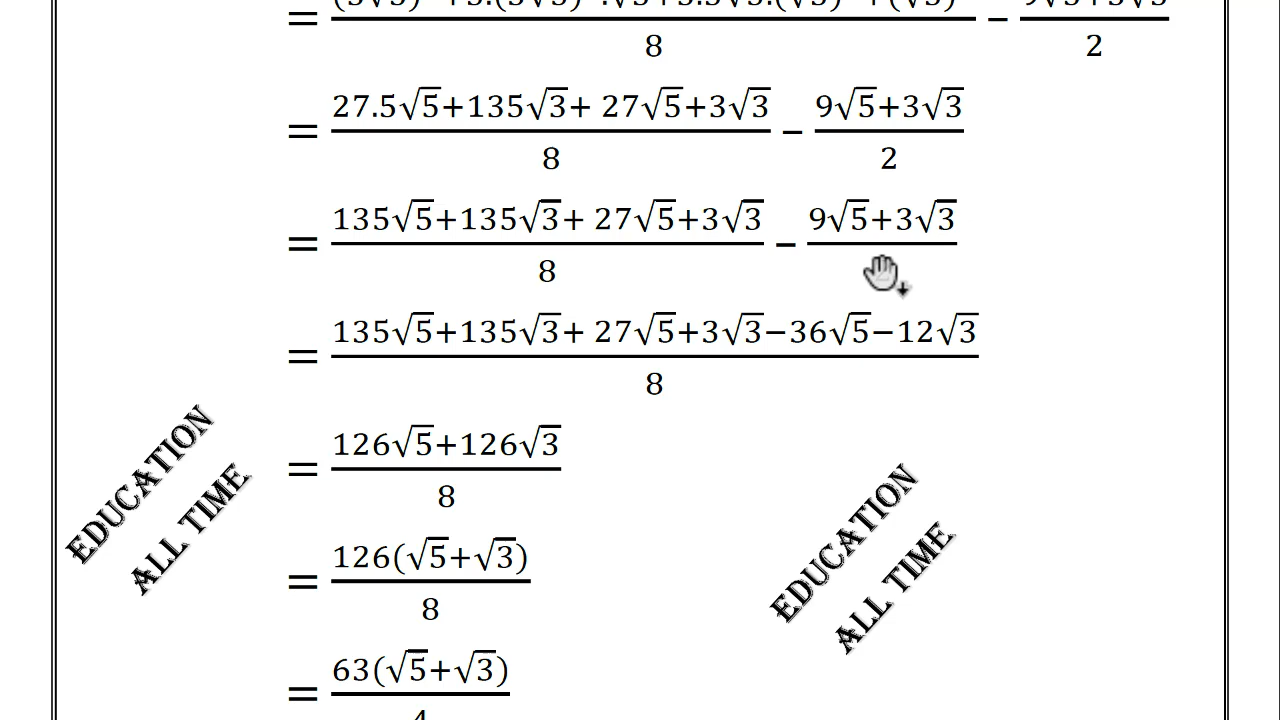 = 8 − 2
= 27.5√5+135√3+ 27√5+3√3 / 8 − 9√5+3√3 / 2
= 135√5+135√3+ 27√5+3√3 / 8 − 9√5+3√3
= 135√5+135√3+ 27√5+3√3−36√5−12√3 / 8
= 126√5+126√3 / 8
= 126(√5+√3) / 8
= 63(√5+√3) / 4
EDUCATION
ALL TIME
EDUCATION
ALL TIME